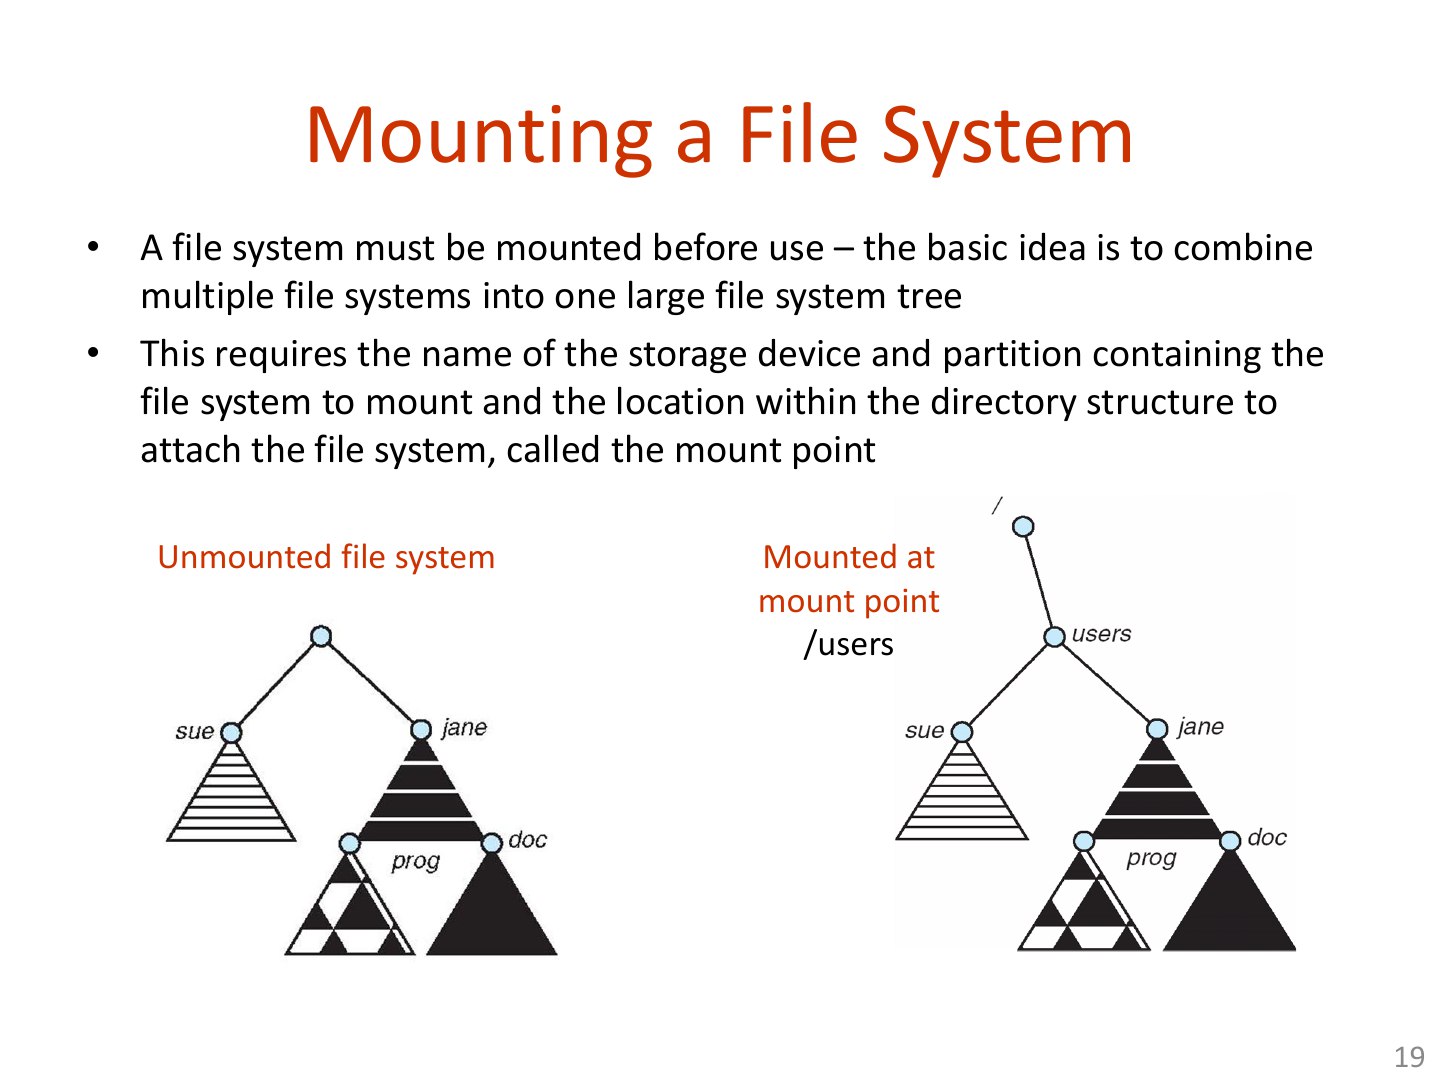 Mounting a File System
• A file system must be mounted before use – the basic idea is to combine
multiple file systems into one large file system tree
• This requires the name of the storage device and partition containing the
file system to mount and the location within the directory structure to
attach the file system, called the mount point
Unmounted file system
sue
jane
prog
doc
Mounted at
mount point
/users
/
users
sue
jane
prog
doc
19